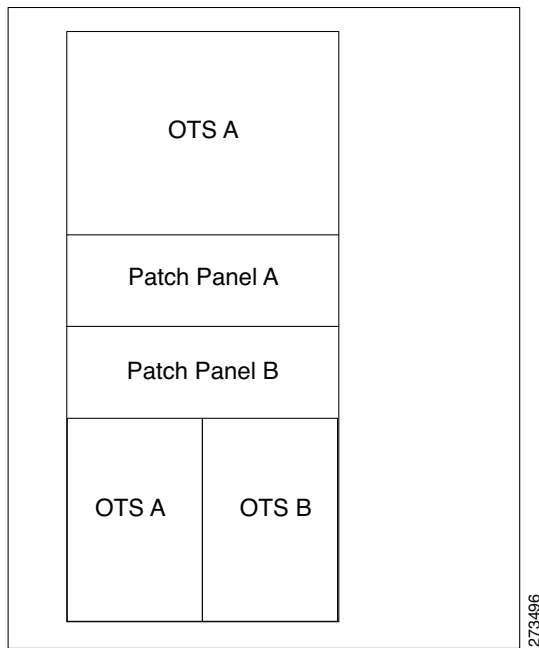 OTS A
Patch Panel A
Patch Panel B
OTS A
OTS B
273496